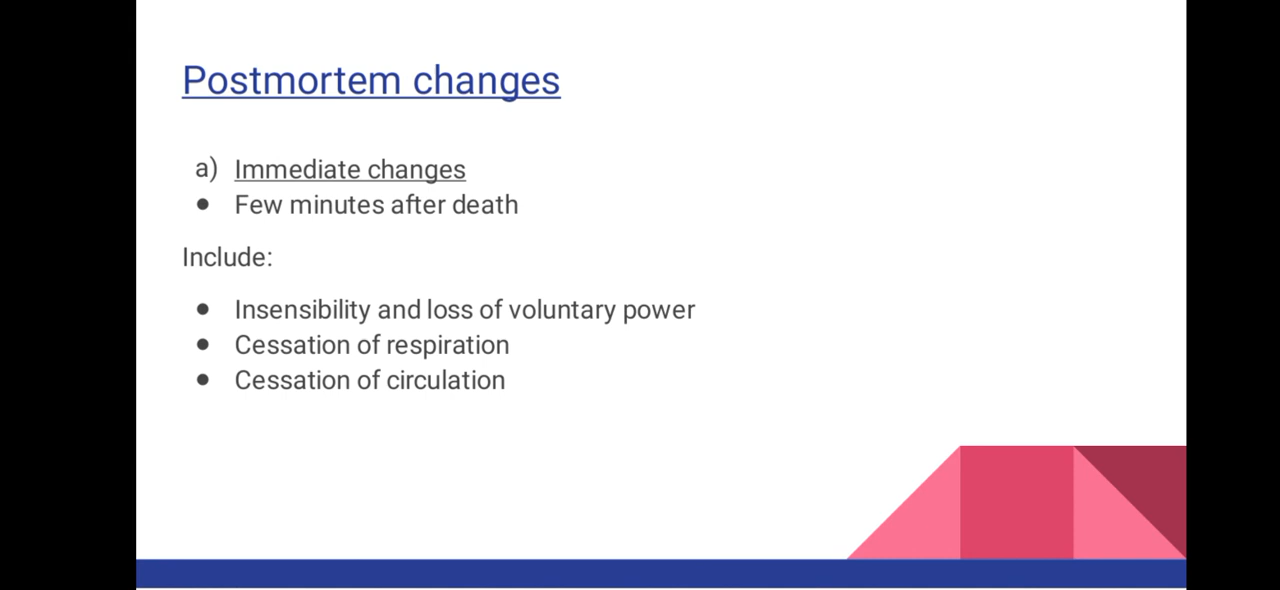 Postmortem changes
a) Immediate changes
● Few minutes after death
Include:
● Insensibility and loss of voluntary power
● Cessation of respiration
● Cessation of circulation